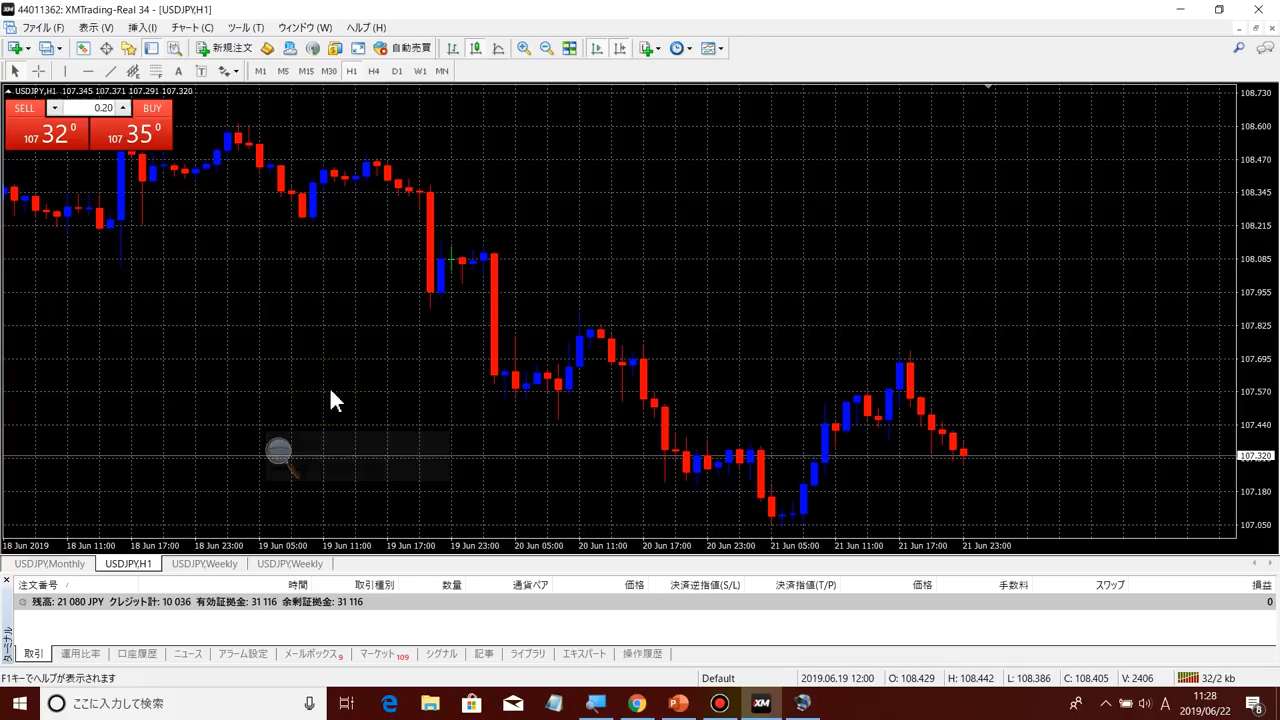 44011362: XMTrading-Real 34 - [USDJPY,H1]
ファイル (F) 表示 (V) 挿入(I) チャート (C) ツール (T) ウィンドウ (W) ヘルプ (H)
新規注文 自動売買
A T M1 M5 M15 M30 H1 H4 D1 W1 MN
USDJPY,H1 107.345 107.371 107.291 107.320
SELL 0.20 BUY
107 32 0 107 35 0
108.730
108.600
108.470
108.345
108.215
108.085
107.955
107.825
107.695
107.570
107.440
107.320
107.180
107.050
18 Jun 2019 18 Jun 11:00 18 Jun 17:00 18 Jun 23:00 19 Jun 05:00 19 Jun 11:00 19 Jun 17:00 19 Jun 23:00 20 Jun 05:00 20 Jun 11:00 20 Jun 17:00 20 Jun 23:00 21 Jun 05:00 21 Jun 11:00 21 Jun 17:00 21 Jun 23:00
USDJPY,Monthly USDJPY,H1 USDJPY,Weekly USDJPY,Weekly
注文番号 時間 取引種別 数量 通貨ペア 価格 決済逆指値(S/L) 決済指値(T/P) 価格 手数料 スワップ 損益
残高: 21 080 JPY クレジット計: 10 036 有効証拠金: 31 116 余剰証拠金: 31 116 0
ターミナル
取引 運用比率 口座履歴 ニュース アラーム設定 メールボックス 9 マーケット 109 シグナル 記事 ライブラリ エキスパート 操作履歴
F1キーでヘルプが表示されます Default 2019.06.19 12:00 O: 108.429 H: 108.442 L: 108.386 C: 108.405 V: 2406 32/2 kb
ここに入力して検索 XM A 11:28
2019/06/22 8